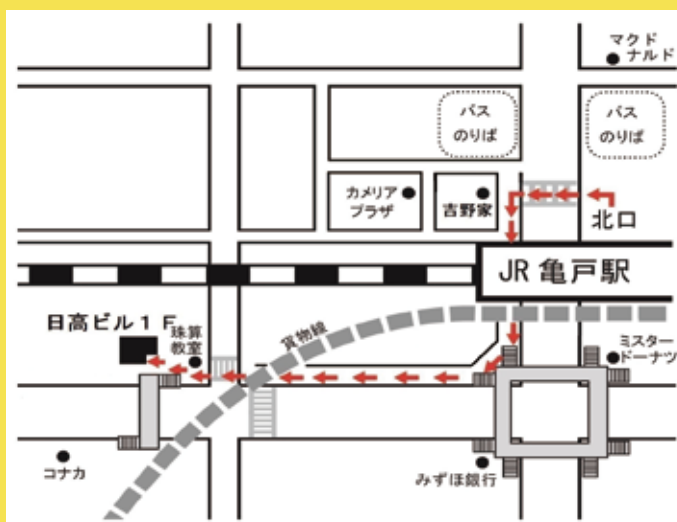 マクド
ナルド
バス
のりば
バス
のりば
カメリア
プラザ
吉野家
北口
JR 亀戸駅
日高ビル1F
珠算
教室
貨物線
ミスター
ドーナツ
コナカ
みずほ銀行